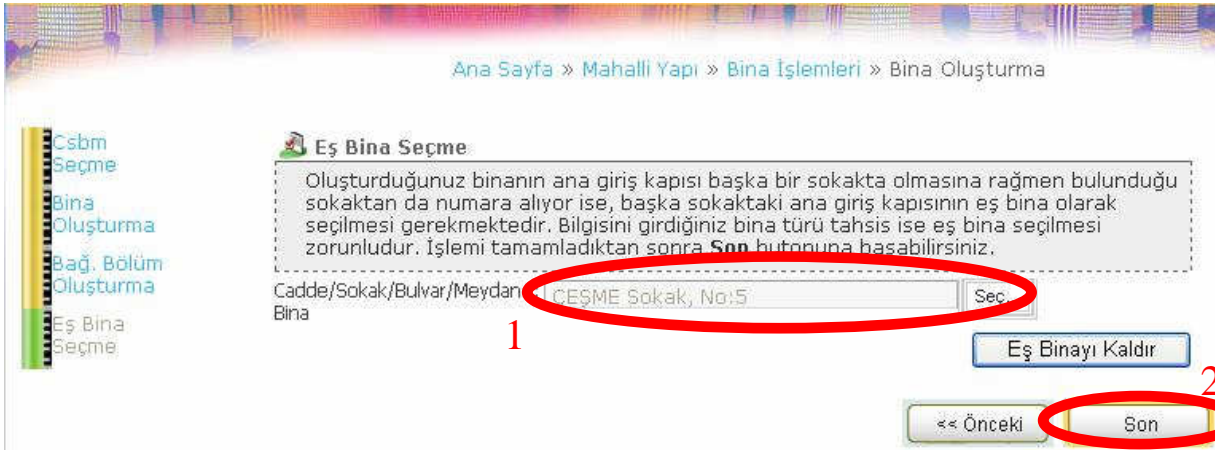 Ana Sayfa » Mahalli Yapı » Bina İşlemleri » Bina Oluşturma
Csbm
Seçme
Bina
Oluşturma
Bağ. Bölüm
Oluşturma
Eş Bina
Seçme
Eş Bina Seçme
Oluşturduğunuz binanın ana giriş kapısı başka bir sokakta olmasına rağmen bulunduğu
sokaktan da numara alıyor ise, başka sokaktaki ana giriş kapısının eş bina olarak
seçilmesi gerekmektedir. Bilgisini girdiğiniz bina türü tahsis ise eş bina seçilmesi
zorunludur. İşlemi tamamladıktan sonra Son butonuna basabilirsiniz.
Cadde/Sokak/Bulvar/Meydan
Bina
ÇEŞME Sokak, No:5
Seç.
1
Eş Binayı Kaldır
2
<< Önceki
Son